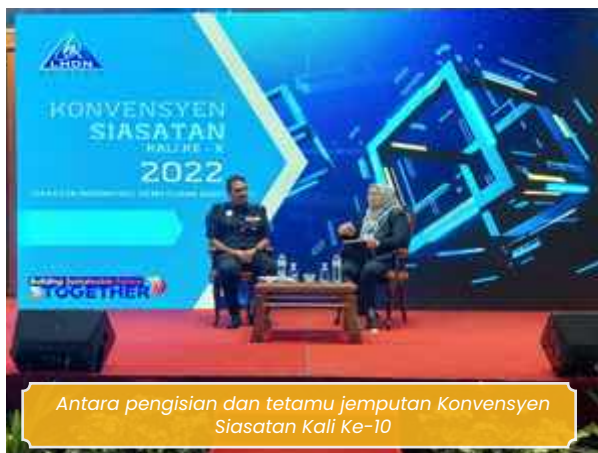 LHDN
KONVENSYEN
SIASATAN
KALI KE - X
2022
TOGETHER
Antara pengisian dan tetamu jemputan Konvensyen
Siasatan Kali Ke-10